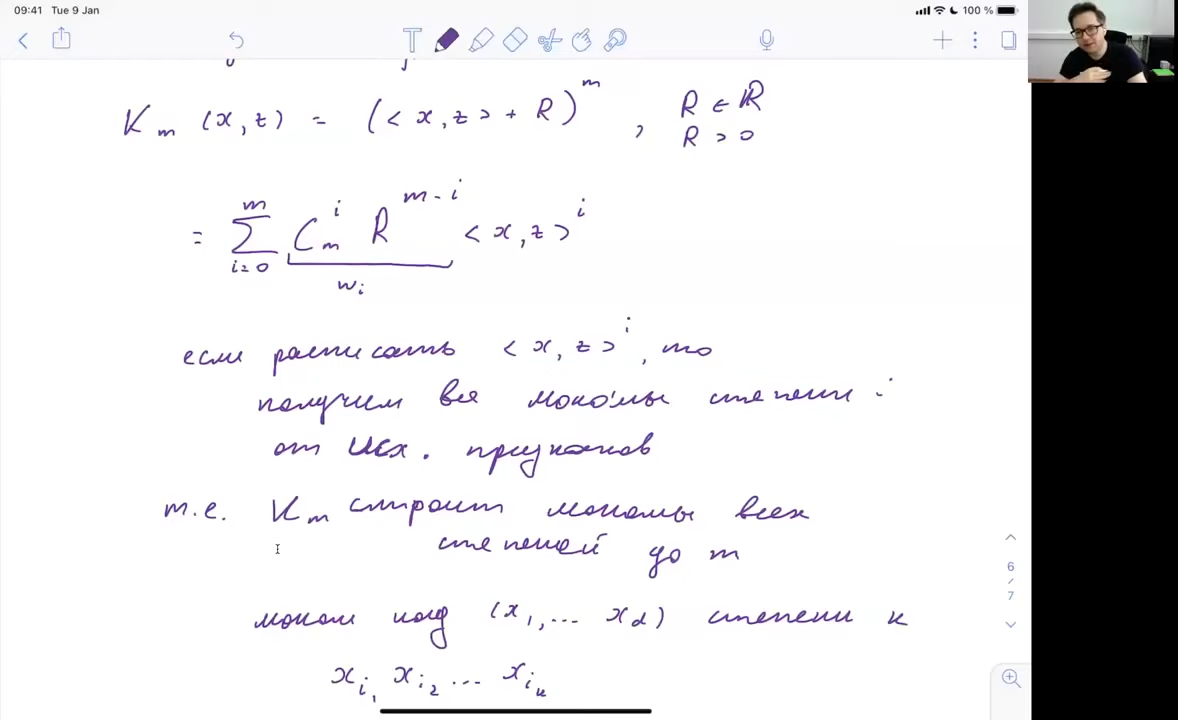 09:41 Tue 9 Jan
100 %
K_m (x, z) = (< x, z > + R)^m , R ∈ ℝ
R > 0
= ∑_{i=0}^{m} C_m^i R^{m-i} < x, z >^i
w_i
если расписать < x, z >^i , то
получим все мономы степени i
от исх. признаков
т.е. K_m строит мономы всех
степеней до m
моном над (x_1, ... x_d) степени k
x_{i_1} x_{i_2} ... x_{i_k}
6
/
7